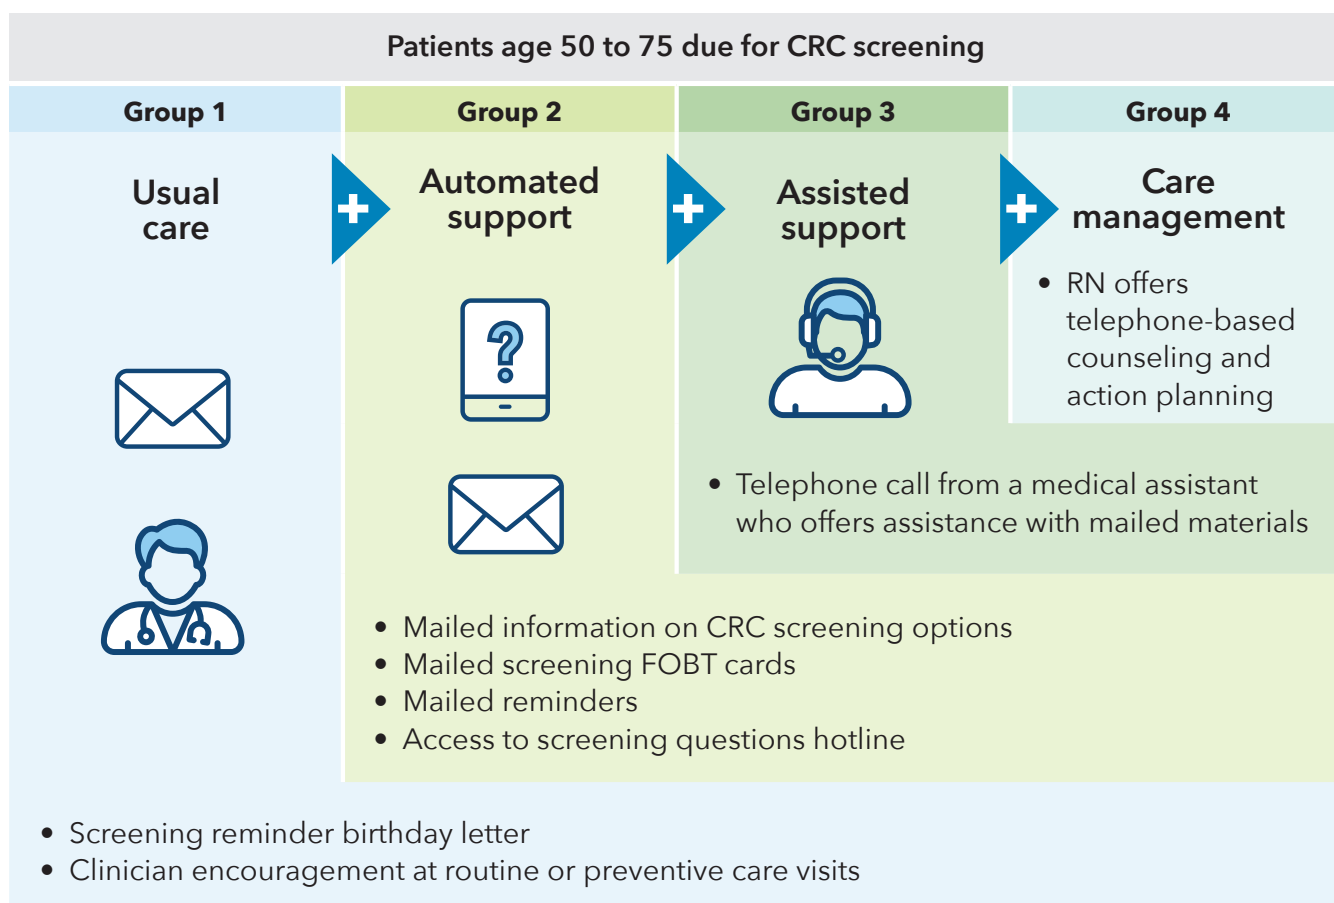 Patients age 50 to 75 due for CRC screening
Group 1
Group 2
Group 3
Group 4
Usual
care
+
Automated
support
+
Assisted
support
+
Care
management
?
• RN offers
telephone-based
counseling and
action planning
• Telephone call from a medical assistant
who offers assistance with mailed materials
• Mailed information on CRC screening options
• Mailed screening FOBT cards
• Mailed reminders
• Access to screening questions hotline
• Screening reminder birthday letter
• Clinician encouragement at routine or preventive care visits